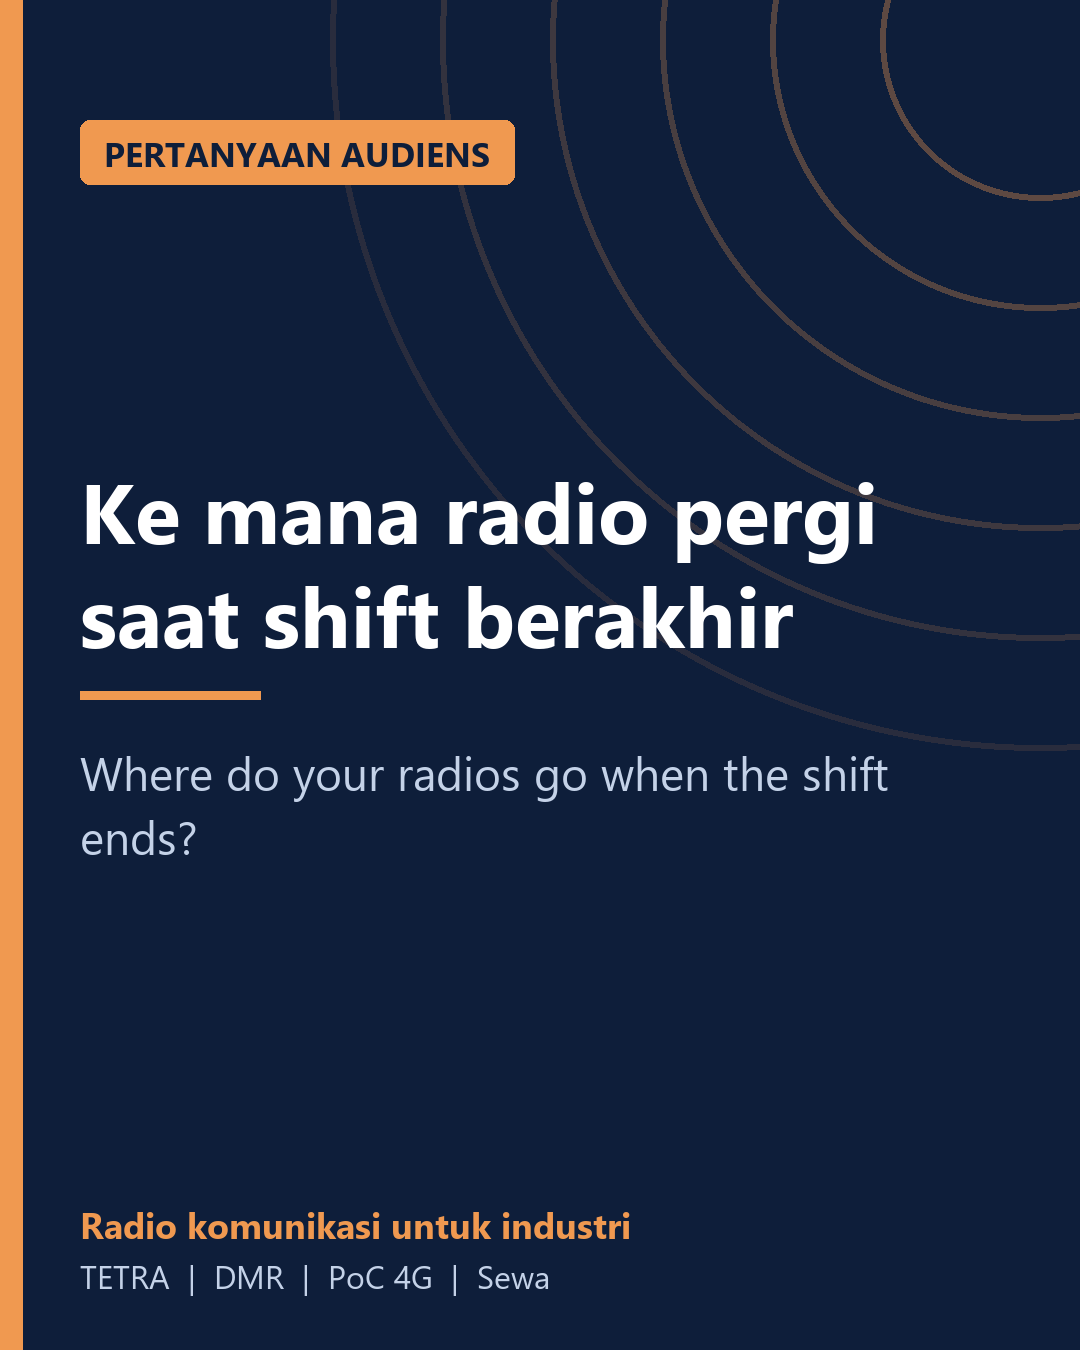 PERTANYAAN AUDIENS
Ke mana radio pergi
saat shift berakhir
Where do your radios go when the shift
ends?
Radio komunikasi untuk industri
TETRA | DMR | PoC 4G | Sewa